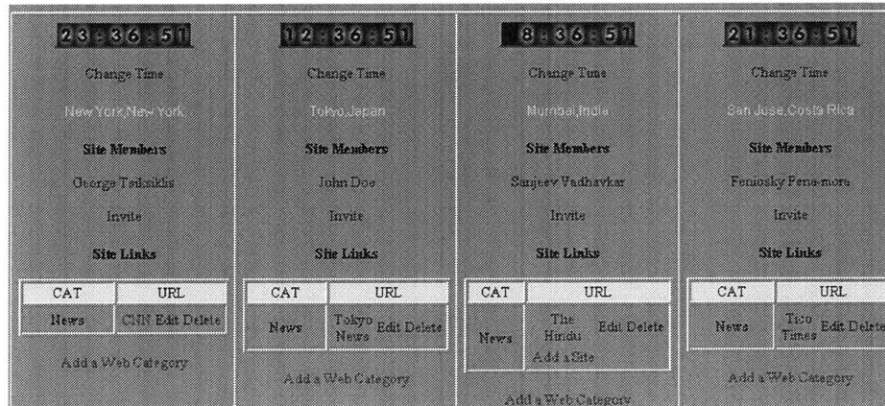 23:36:51
Change Time
New York,New York
Site Members
George Tsiksiklis
Invite
Site Links
CAT URL
News CNN Edit Delete
Add a Web Category
12:36:51
Change Time
Tokyo,Japan
Site Members
John Doe
Invite
Site Links
CAT URL
News Tokyo News Edit Delete
Add a Web Category
8:36:51
Change Time
Mumbai,India
Site Members
Sanjeev Vadhavkar
Invite
Site Links
CAT URL
News The Hindu Edit Delete
Add a Site
Add a Web Category
21:36:51
Change Time
San Jose,Costa Rica
Site Members
Feniosky Pena-mora
Invite
Site Links
CAT URL
News Tico Times Edit Delete
Add a Web Category